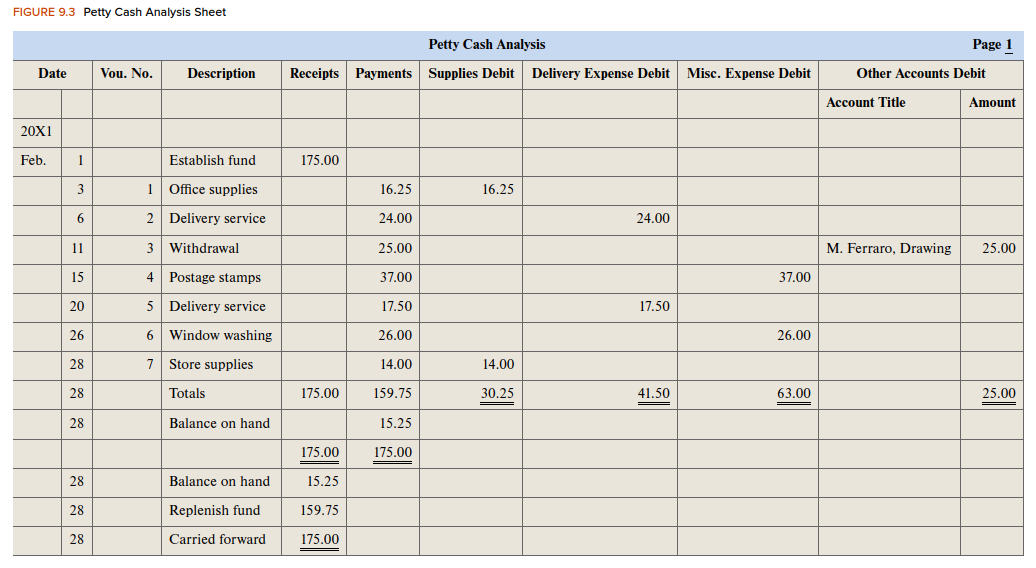 FIGURE 9.3 Petty Cash Analysis Sheet
Petty Cash Analysis Page 1
Date Vou. No. Description Receipts Payments Supplies Debit Delivery Expense Debit Misc. Expense Debit Other Accounts Debit
Account Title Amount
20X1
Feb. 1 Establish fund 175.00
3 1 Office supplies 16.25 16.25
6 2 Delivery service 24.00 24.00
11 3 Withdrawal 25.00 M. Ferraro, Drawing 25.00
15 4 Postage stamps 37.00 37.00
20 5 Delivery service 17.50 17.50
26 6 Window washing 26.00 26.00
28 7 Store supplies 14.00 14.00
28 Totals 175.00 159.75 30.25 41.50 63.00 25.00
28 Balance on hand 15.25
175.00 175.00
28 Balance on hand 15.25
28 Replenish fund 159.75
28 Carried forward 175.00